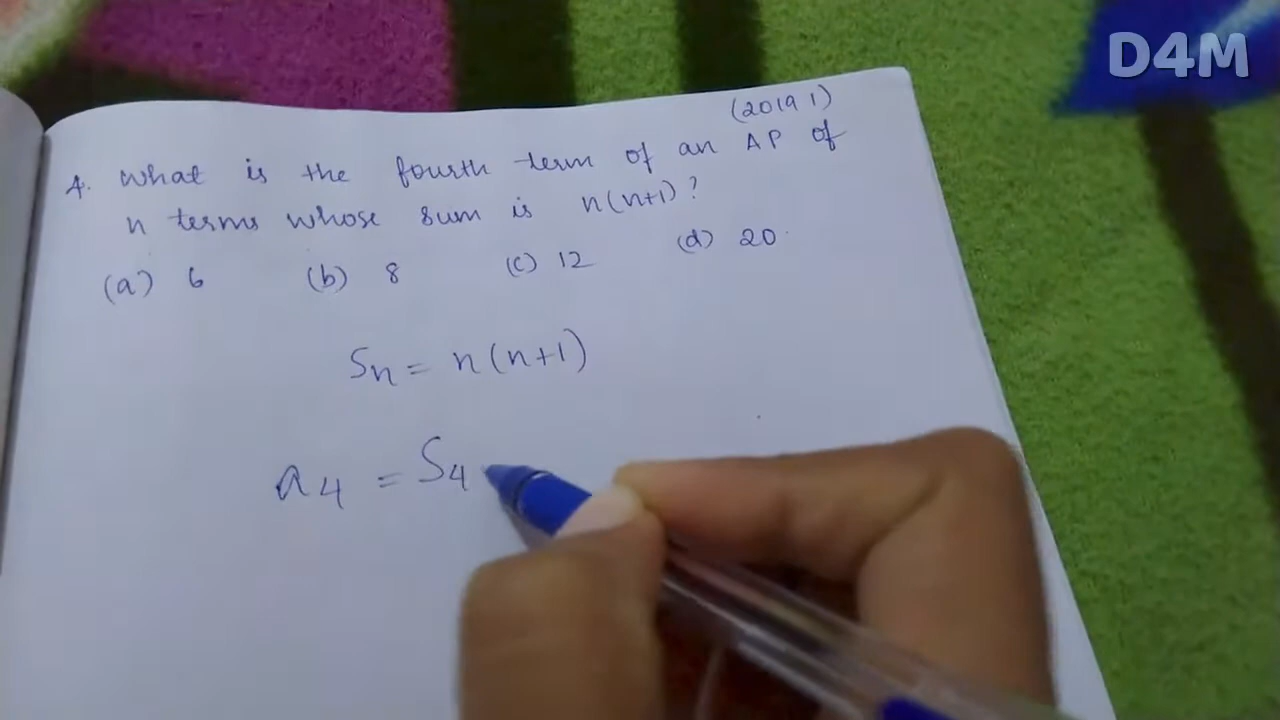 D4M
(2019 1)
4. What is the fourth term of an AP of
n terms whose sum is n(n+1)?
(a) 6 (b) 8 (c) 12 (d) 20.
Sn = n(n+1)
a4 = S4